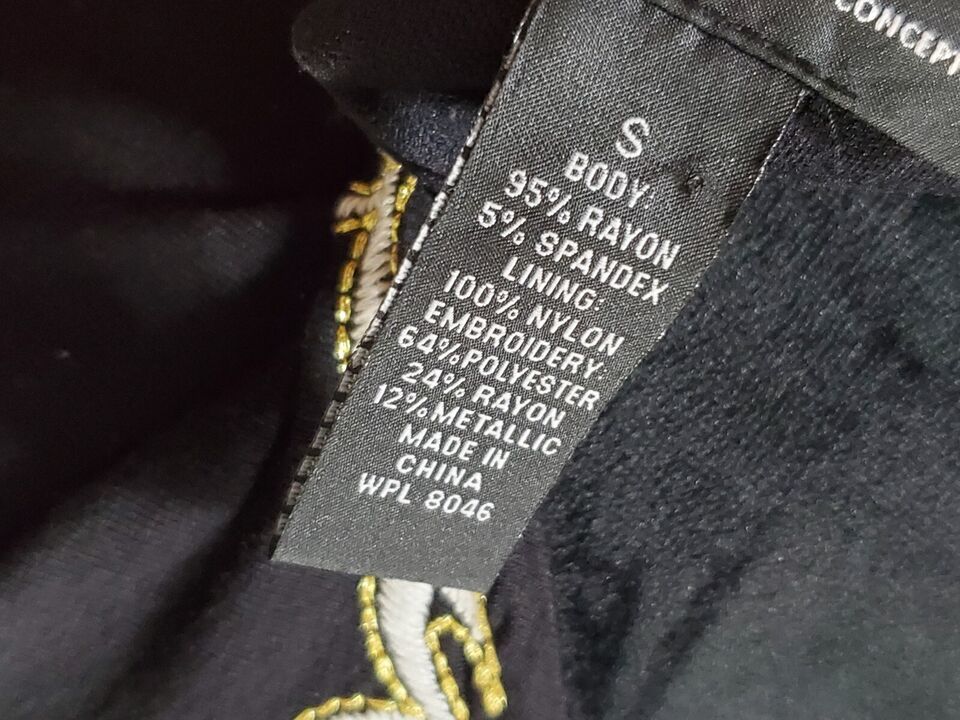 CONCEPT
S
BODY:
95% RAYON
5% SPANDEX
LINING:
100% NYLON
EMBROIDERY.
64%POLYESTER
24% RAYON
12%METALLIC
MADE IN
CHINA
WPL 8046